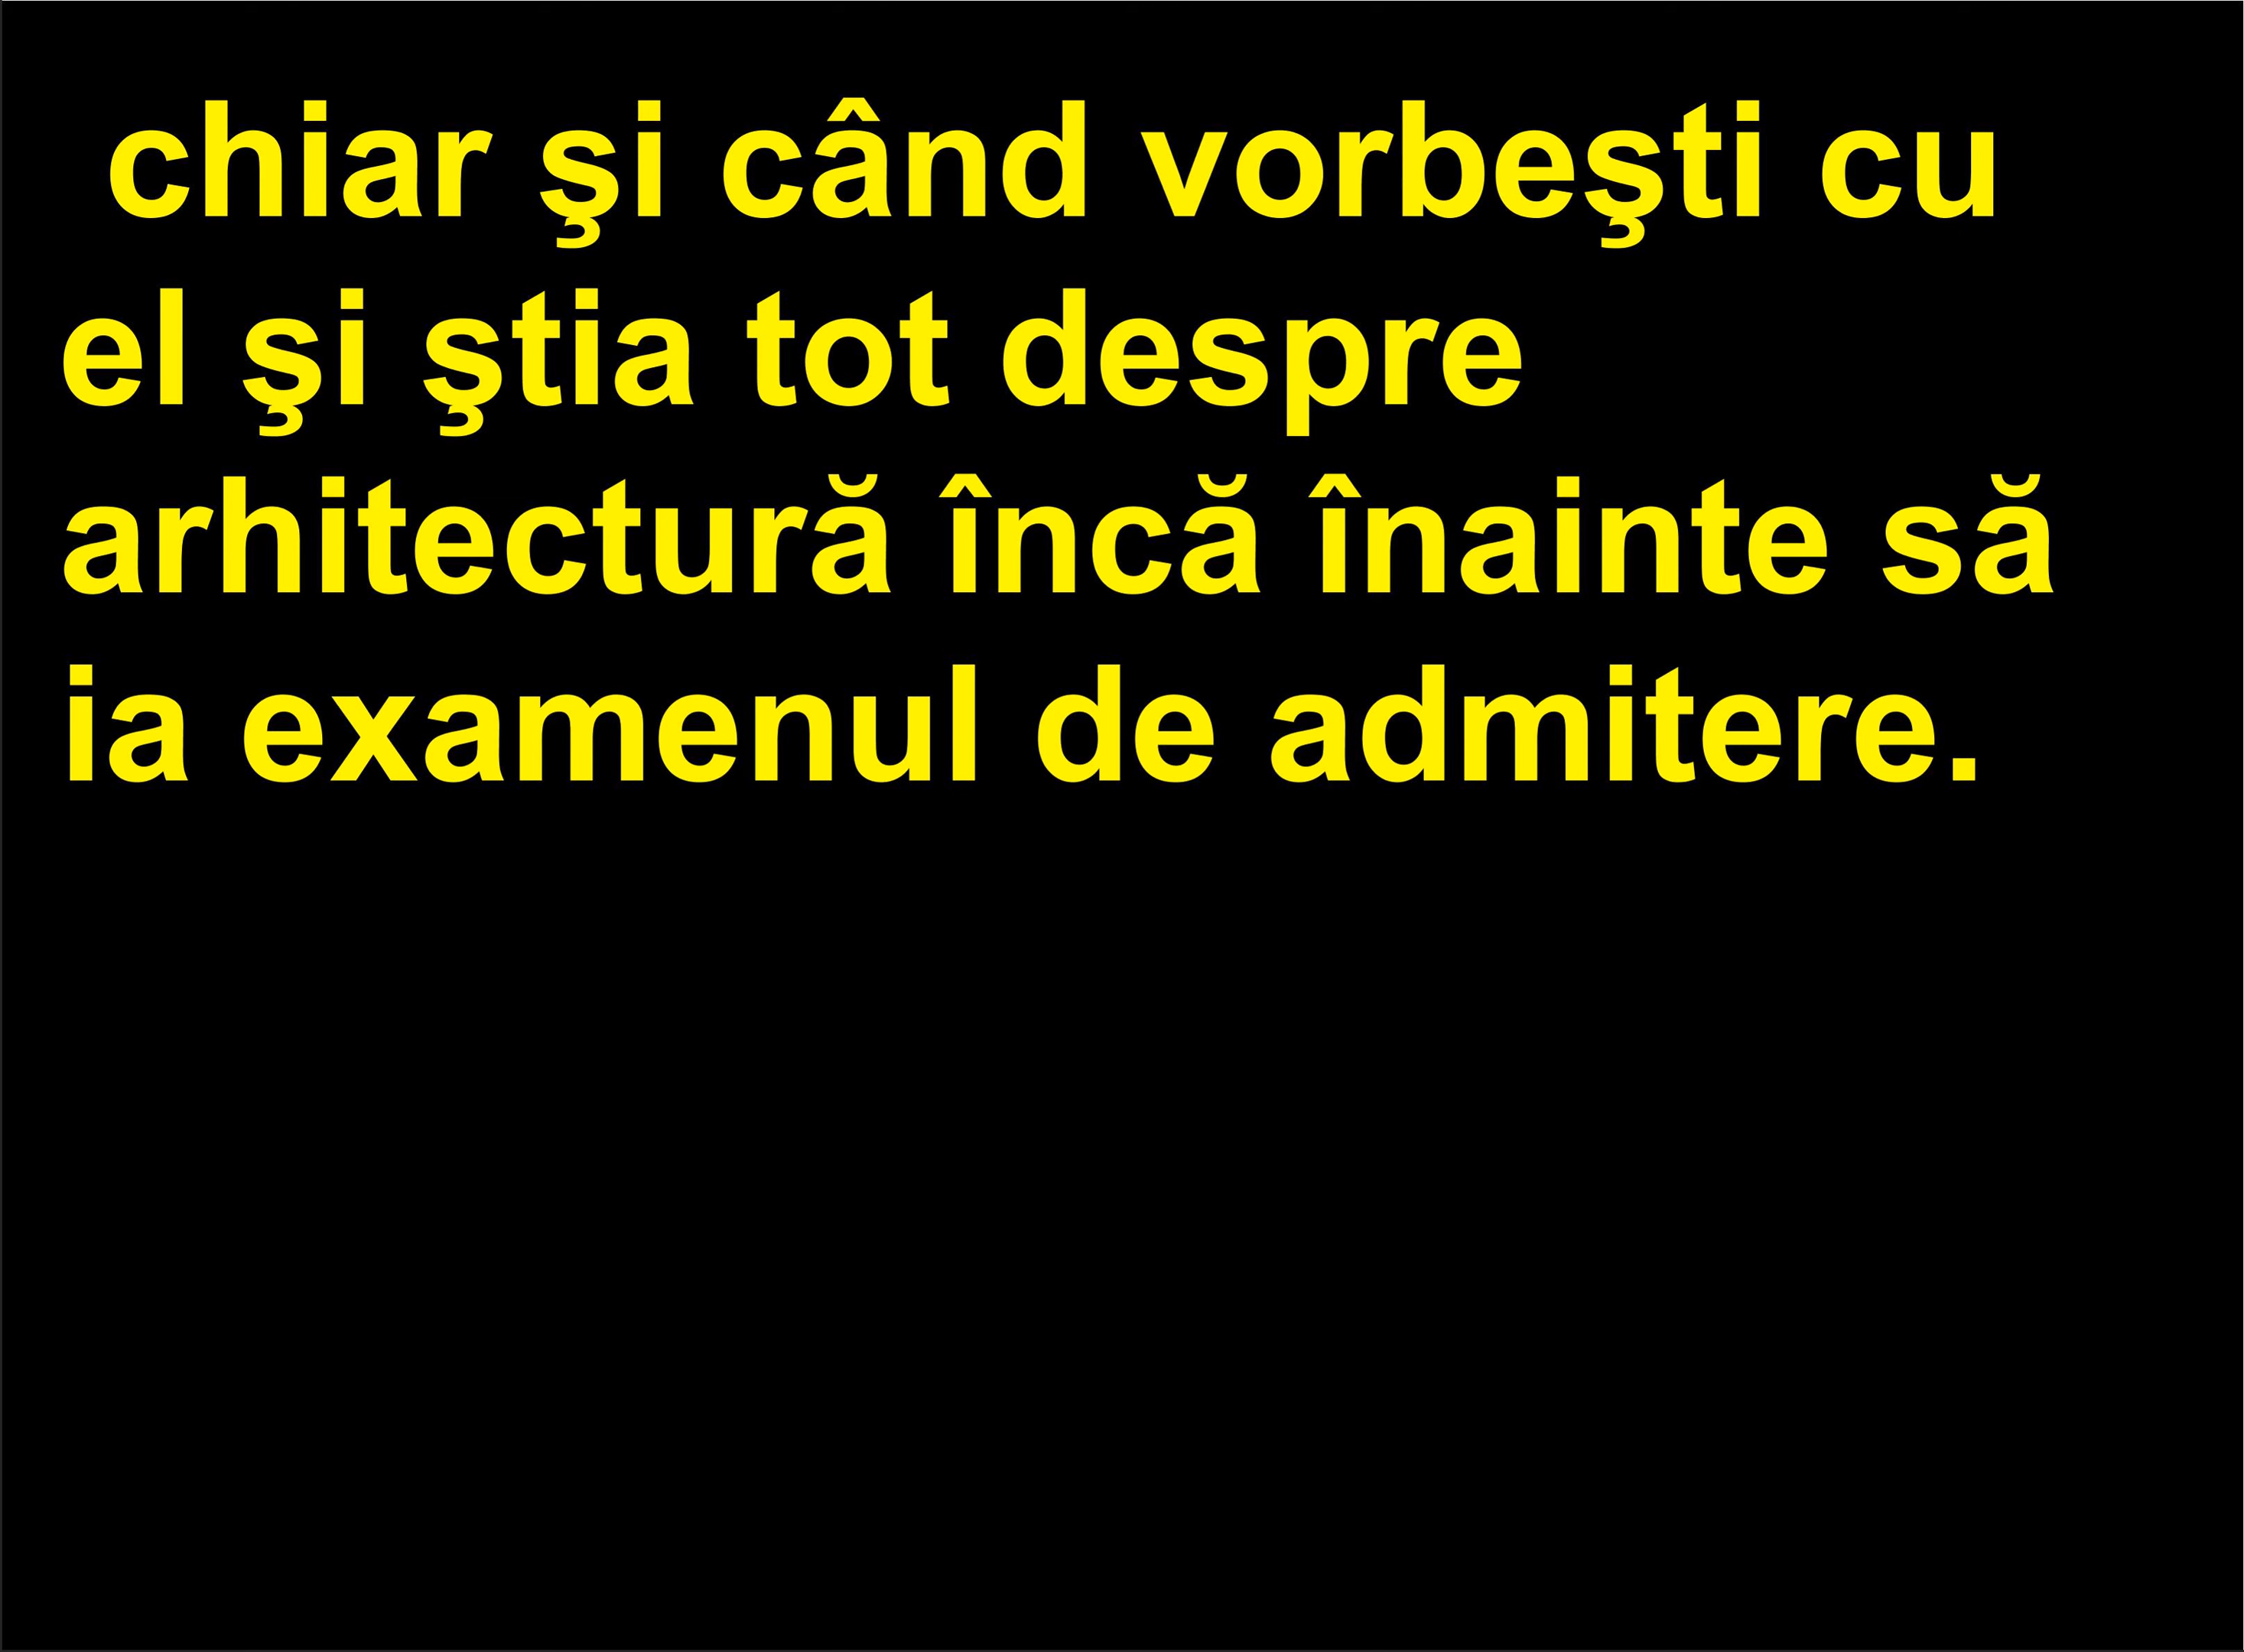 chiar şi când vorbeşti cu
el şi ştia tot despre
arhitectură încă înainte să
ia examenul de admitere.